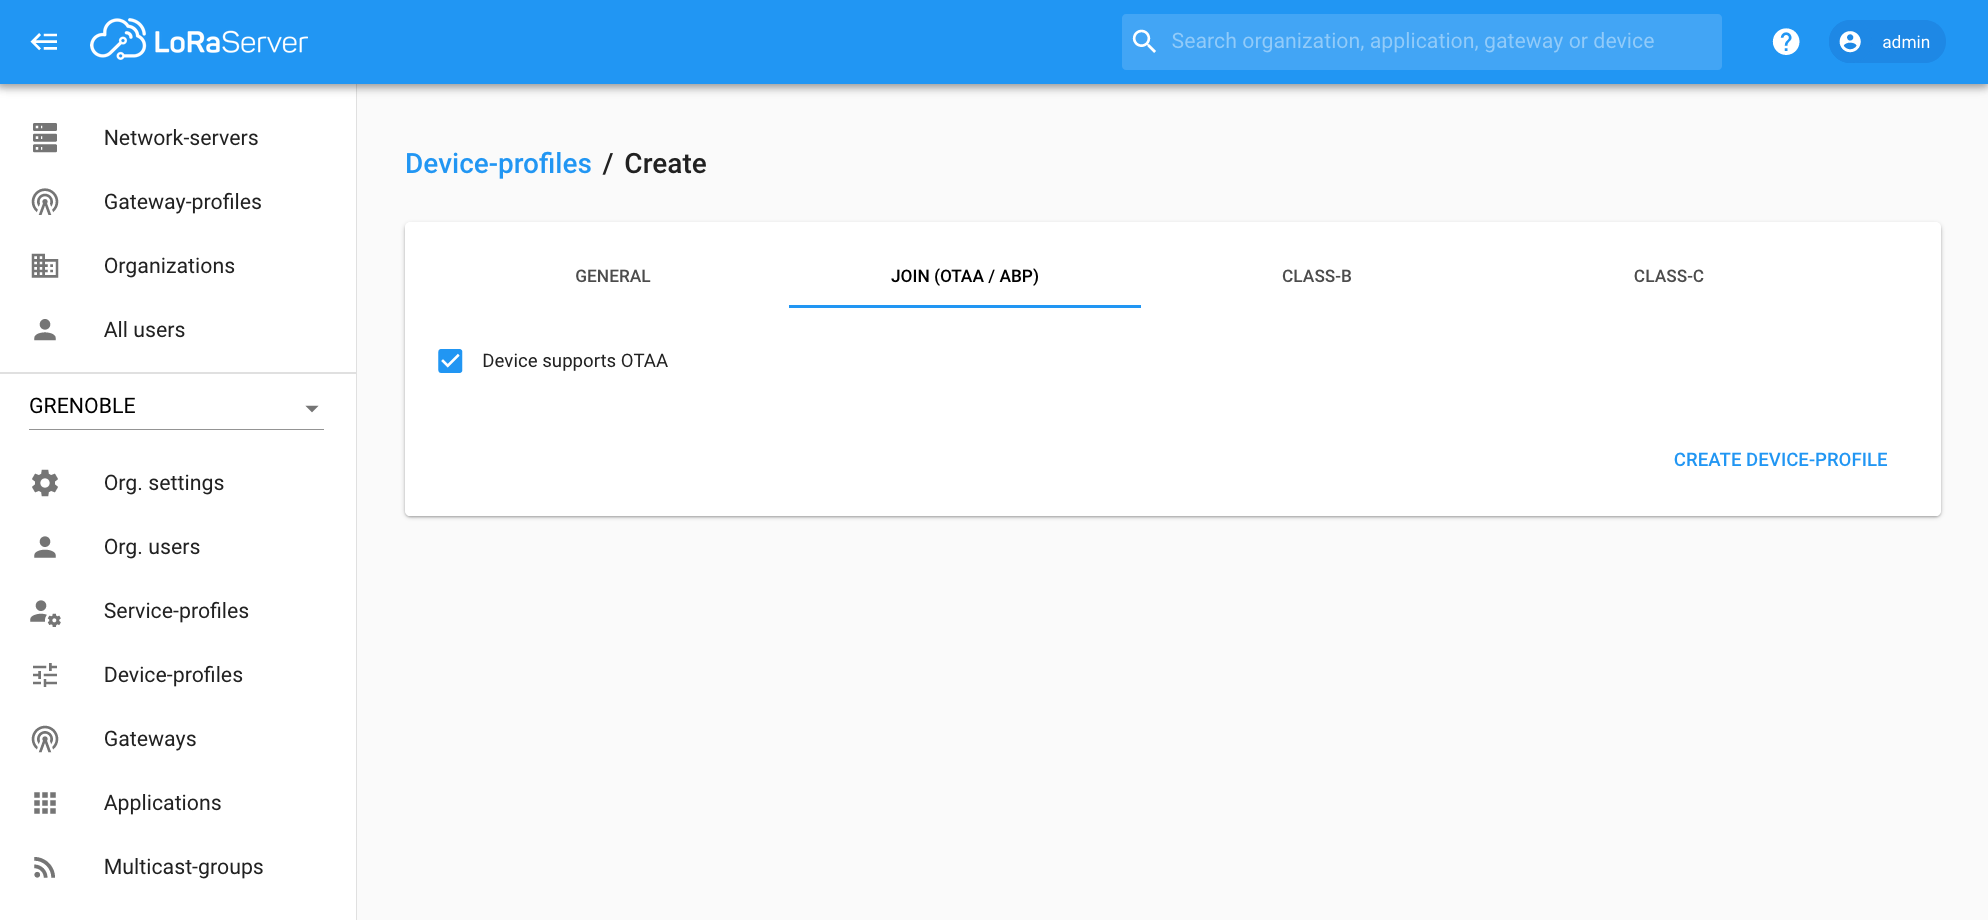 LoRaServer
Search organization, application, gateway or device
admin
Network-servers
Gateway-profiles
Organizations
All users
GRENOBLE
Org. settings
Org. users
Service-profiles
Device-profiles
Gateways
Applications
Multicast-groups
Device-profiles / Create
GENERAL JOIN (OTAA / ABP) CLASS-B CLASS-C
Device supports OTAA
CREATE DEVICE-PROFILE